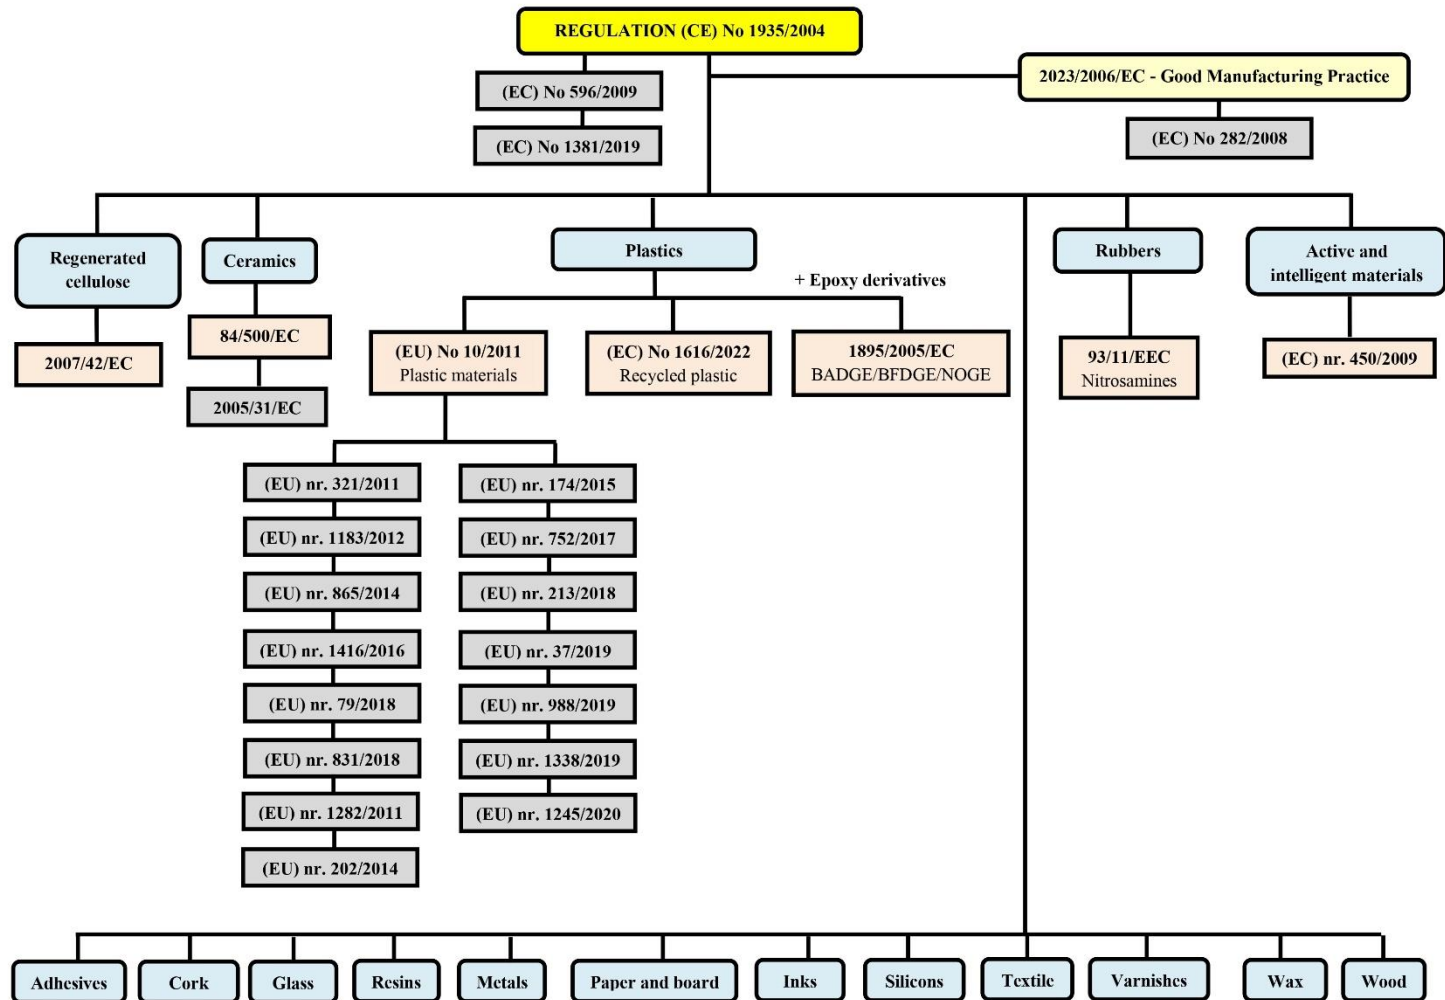 REGULATION (CE) No 1935/2004
2023/2006/EC - Good Manufacturing Practice
(EC) No 596/2009
(EC) No 1381/2019
(EC) No 282/2008
Regenerated
cellulose
Ceramics
Plastics
Rubbers
Active and
intelligent materials
+ Epoxy derivatives
2007/42/EC
84/500/EC
2005/31/EC
(EU) No 10/2011
Plastic materials
(EC) No 1616/2022
Recycled plastic
1895/2005/EC
BADGE/BFDGE/NOGE
93/11/EEC
Nitrosamines
(EC) nr. 450/2009
(EU) nr. 321/2011
(EU) nr. 1183/2012
(EU) nr. 865/2014
(EU) nr. 1416/2016
(EU) nr. 79/2018
(EU) nr. 831/2018
(EU) nr. 1282/2011
(EU) nr. 202/2014
(EU) nr. 174/2015
(EU) nr. 752/2017
(EU) nr. 213/2018
(EU) nr. 37/2019
(EU) nr. 988/2019
(EU) nr. 1338/2019
(EU) nr. 1245/2020
Adhesives
Cork
Glass
Resins
Metals
Paper and board
Inks
Silicons
Textile
Varnishes
Wax
Wood